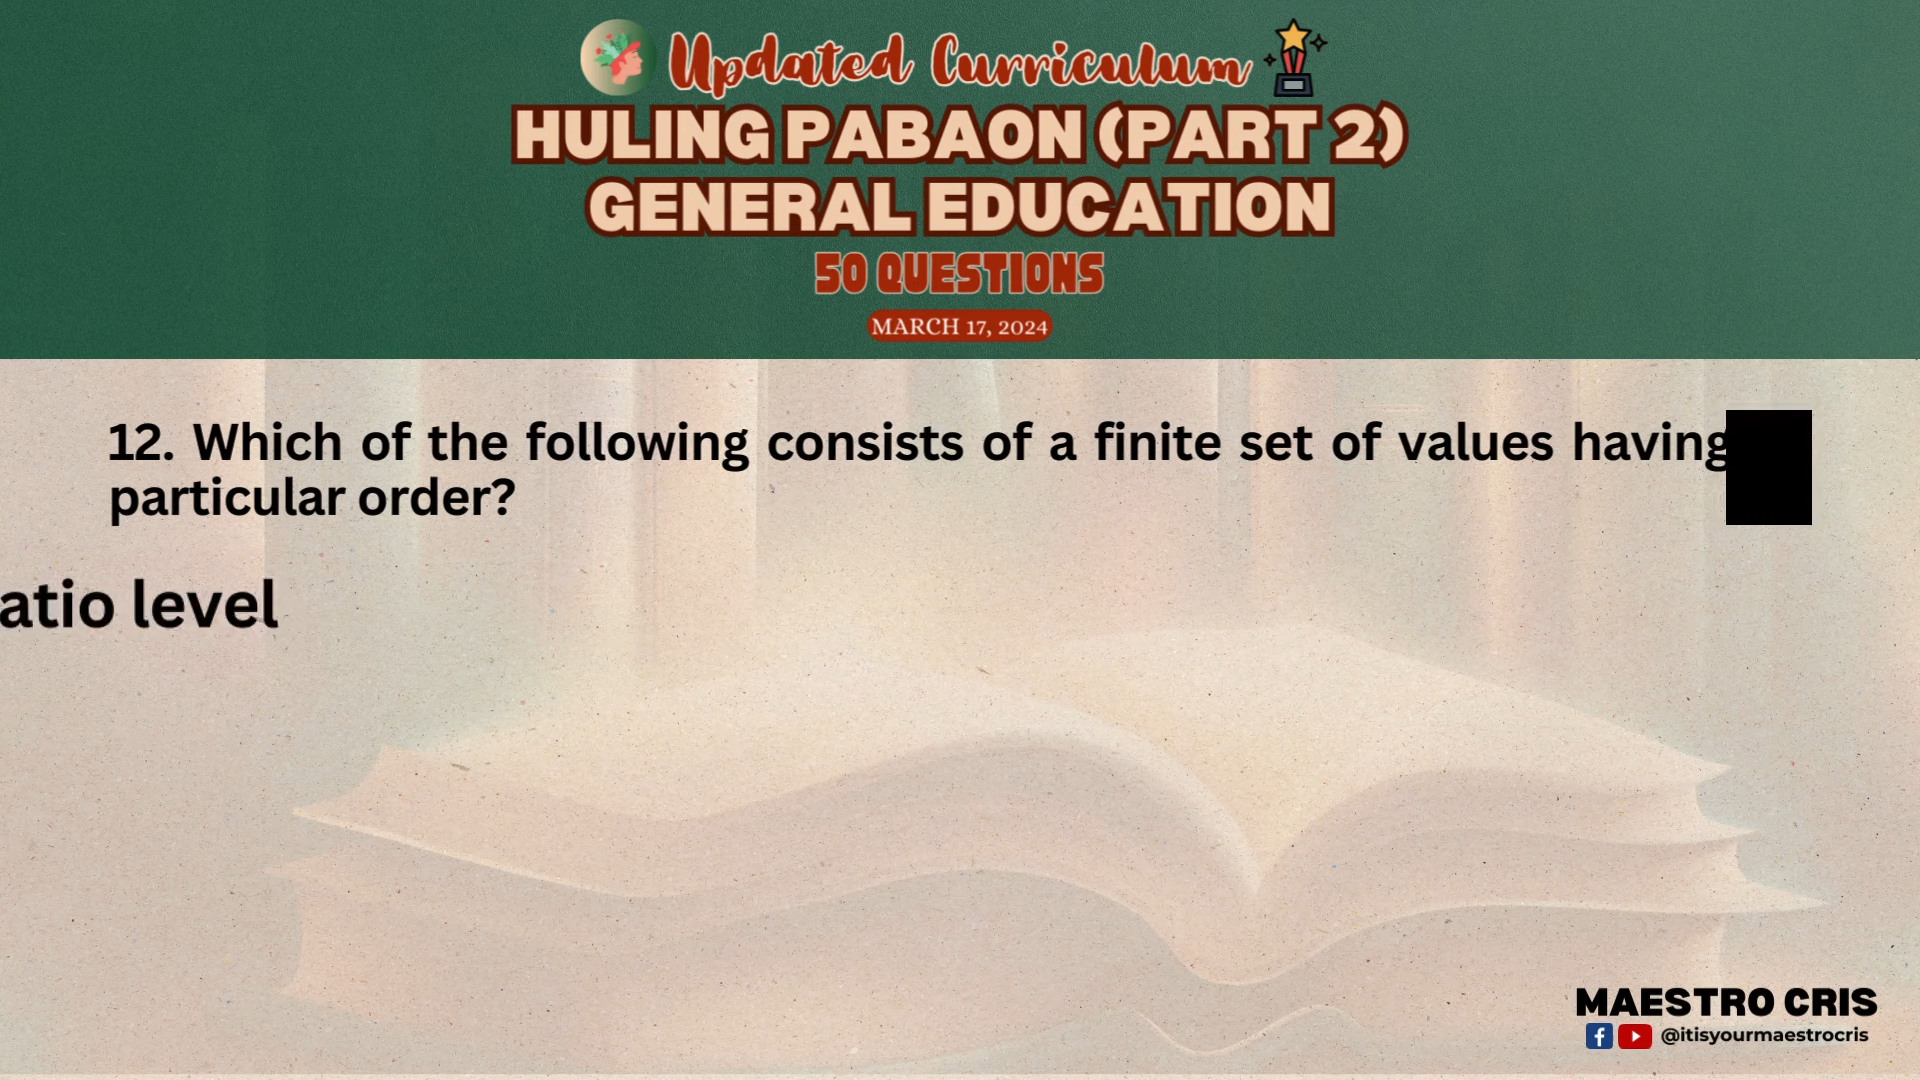 Updated Curriculum
HULING PABAON (PART 2)
GENERAL EDUCATION
50 QUESTIONS
MARCH 17, 2024
12. Which of the following consists of a finite set of values having
particular order?
atio level
MAESTRO CRIS
@itisyourmaestrocris